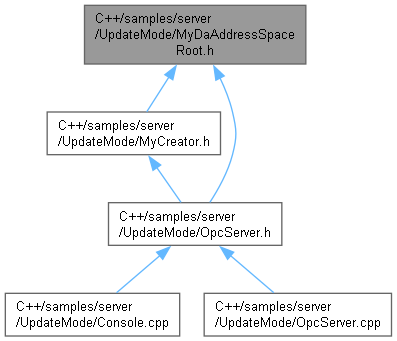 C++/samples/server
/UpdateMode/MyDaAddressSpace
Root.h
C++/samples/server
/UpdateMode/MyCreator.h
C++/samples/server
/UpdateMode/OpcServer.h
C++/samples/server
/UpdateMode/Console.cpp
C++/samples/server
/UpdateMode/OpcServer.cpp